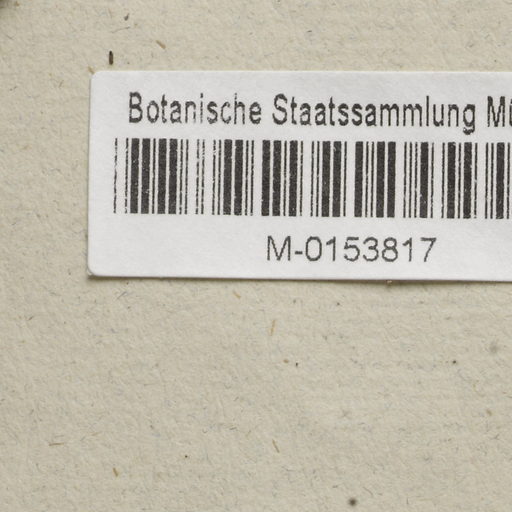 Botanische Staatssammlung Mü
M-0153817